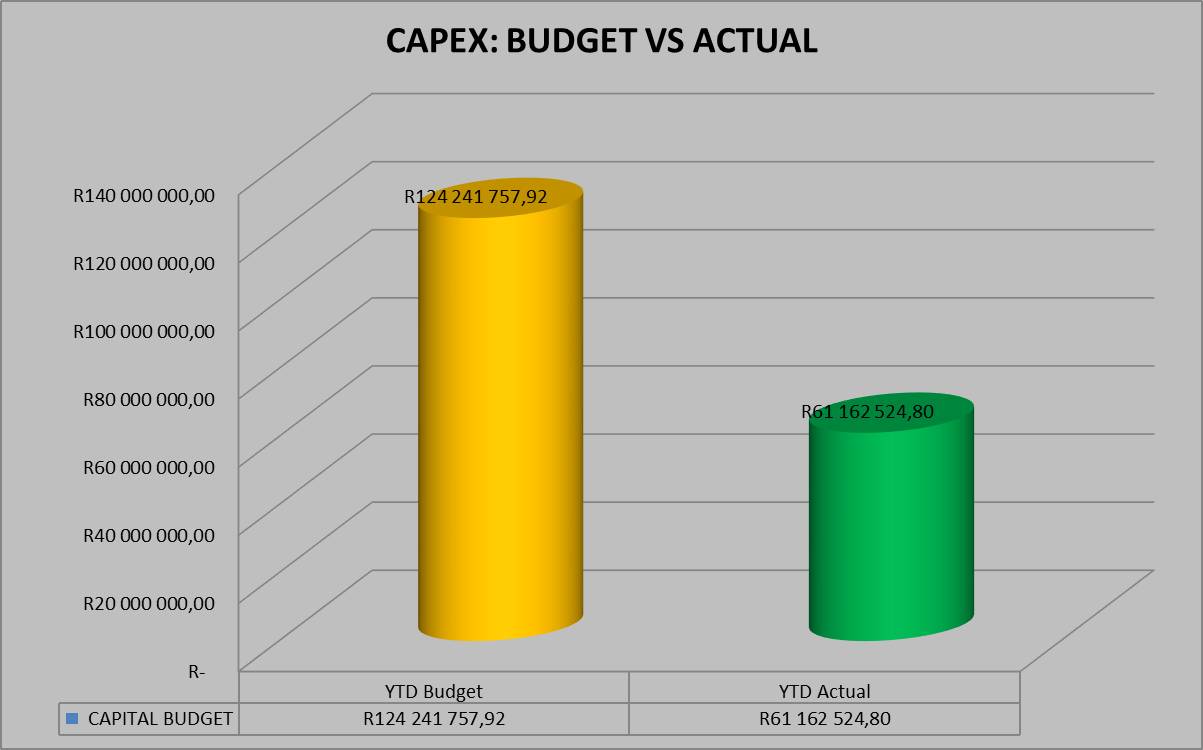 CAPEX: BUDGET VS ACTUAL
R140 000 000,00
R120 000 000,00
R100 000 000,00
R80 000 000,00
R60 000 000,00
R40 000 000,00
R20 000 000,00
R-
R124 241 757,92
R61 162 524,80
YTD Budget YTD Actual
CAPITAL BUDGET R124 241 757,92 R61 162 524,80